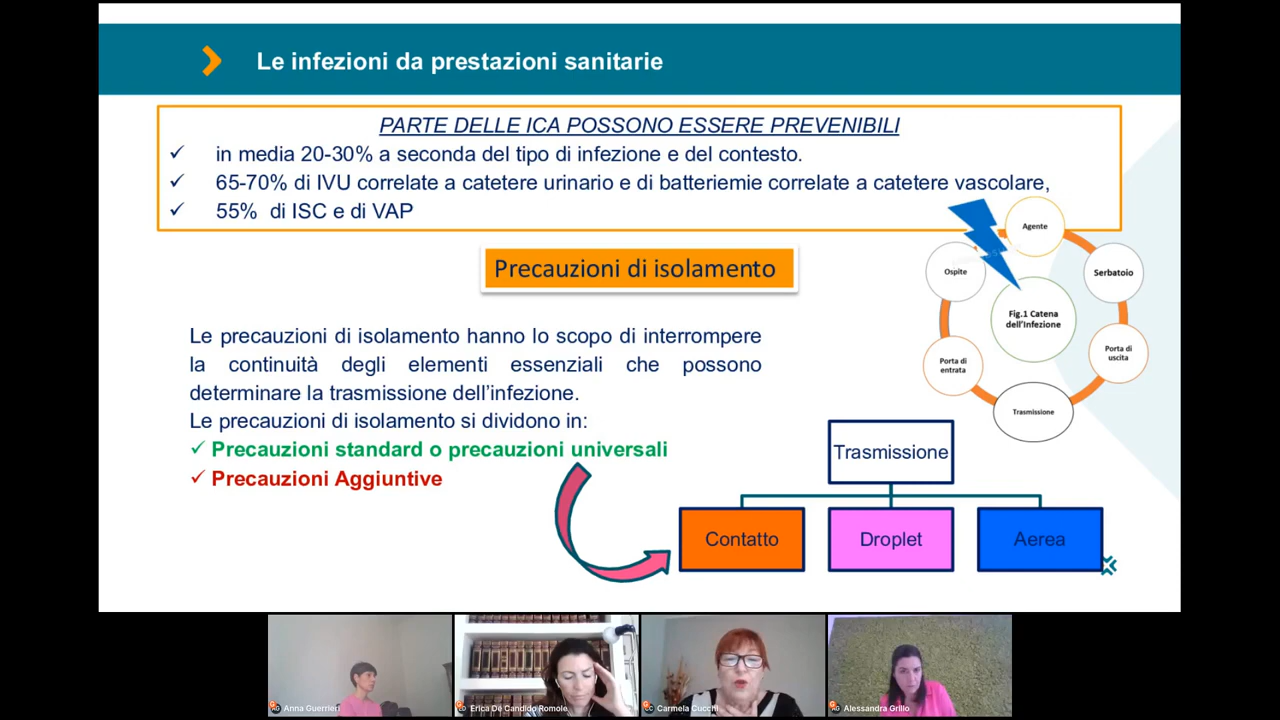 Le infezioni da prestazioni sanitarie
PARTE DELLE ICA POSSONO ESSERE PREVENIBILI
✓ in media 20-30% a seconda del tipo di infezione e del contesto.
✓ 65-70% di IVU correlate a catetere urinario e di batteriemie correlate a catetere vascolare,
✓ 55% di ISC e di VAP
Agente
Ospite
Serbatoio
Fig.1 Catena
dell'Infezione
Porta di
entrata
Porta di
uscita
Trasmissione
Precauzioni di isolamento
Le precauzioni di isolamento hanno lo scopo di interrompere
la continuità degli elementi essenziali che possono
determinare la trasmissione dell'infezione.
Le precauzioni di isolamento si dividono in:
✓ Precauzioni standard o precauzioni universali
✓ Precauzioni Aggiuntive
Trasmissione
Contatto
Droplet
Aerea
AG Anna Guerrieri
Erica De Candido Romole
CC Carmela Cucchi
AG Alessandra Grillo